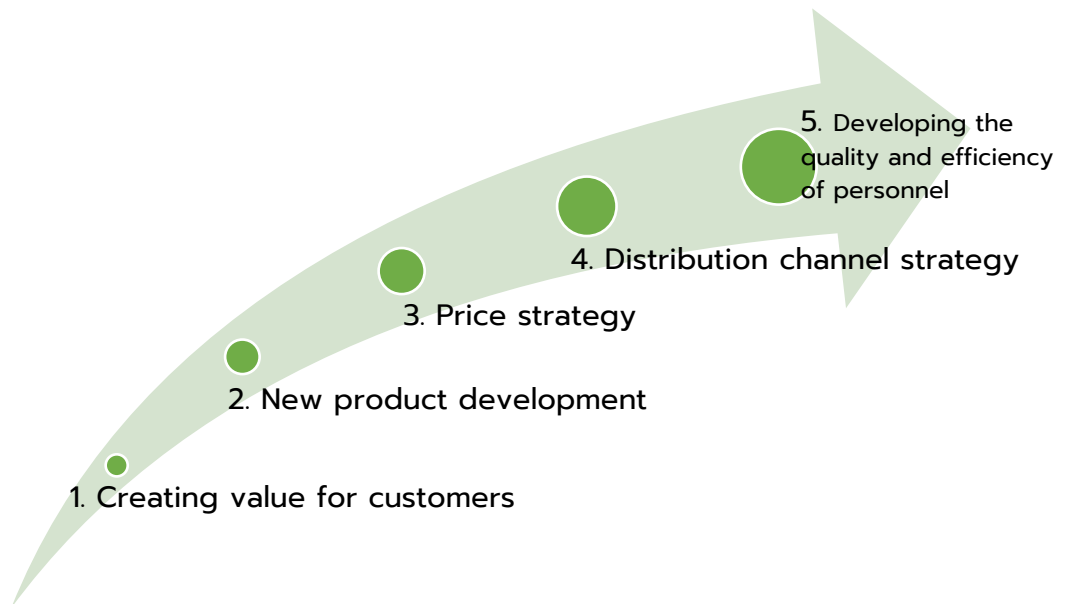 1. Creating value for customers
2. New product development
3. Price strategy
4. Distribution channel strategy
5. Developing the
quality and efficiency
of personnel